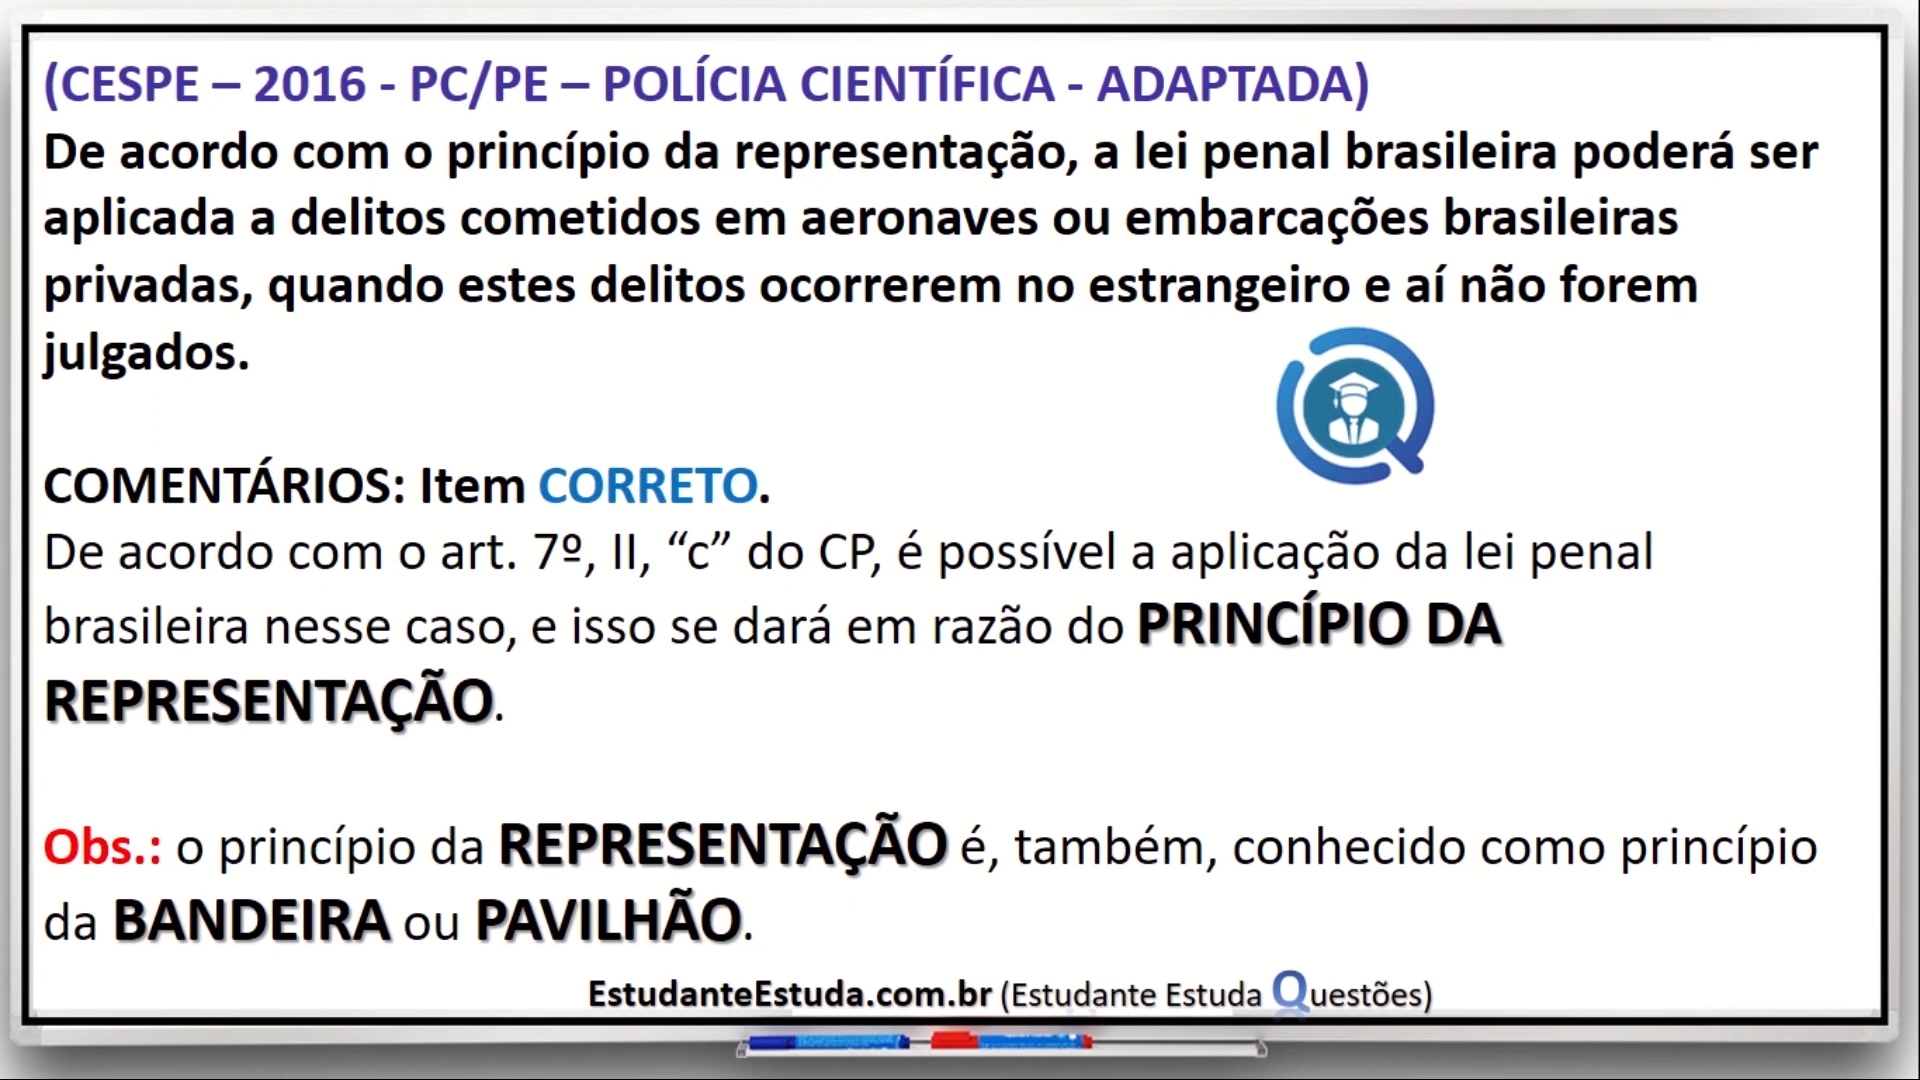 (CESPE – 2016 - PC/PE – POLÍCIA CIENTÍFICA - ADAPTADA)
De acordo com o princípio da representação, a lei penal brasileira poderá ser
aplicada a delitos cometidos em aeronaves ou embarcações brasileiras
privadas, quando estes delitos ocorrerem no estrangeiro e aí não forem
julgados.
COMENTÁRIOS: Item CORRETO.
De acordo com o art. 7º, II, “c” do CP, é possível a aplicação da lei penal
brasileira nesse caso, e isso se dará em razão do PRINCÍPIO DA
REPRESENTAÇÃO.
Obs.: o princípio da REPRESENTAÇÃO é, também, conhecido como princípio
da BANDEIRA ou PAVILHÃO.
EstudanteEstuda.com.br (Estudante Estuda Questões)